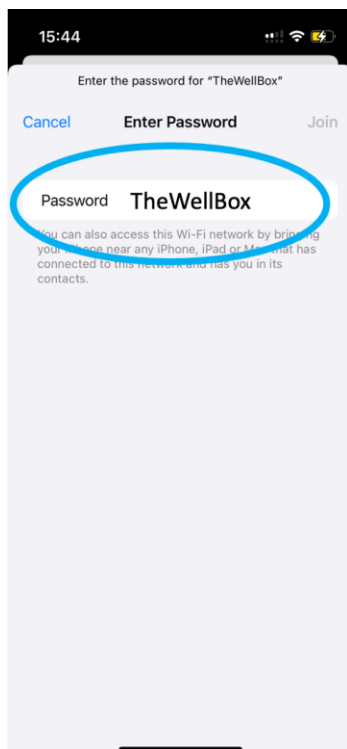 15:44
Enter the password for “TheWellBox”
Cancel Enter Password Join
Password TheWellBox
You can also access this Wi-Fi network by bringing
your iPhone near any iPhone, iPad or Mac that has
connected to this network and has you in its
contacts.